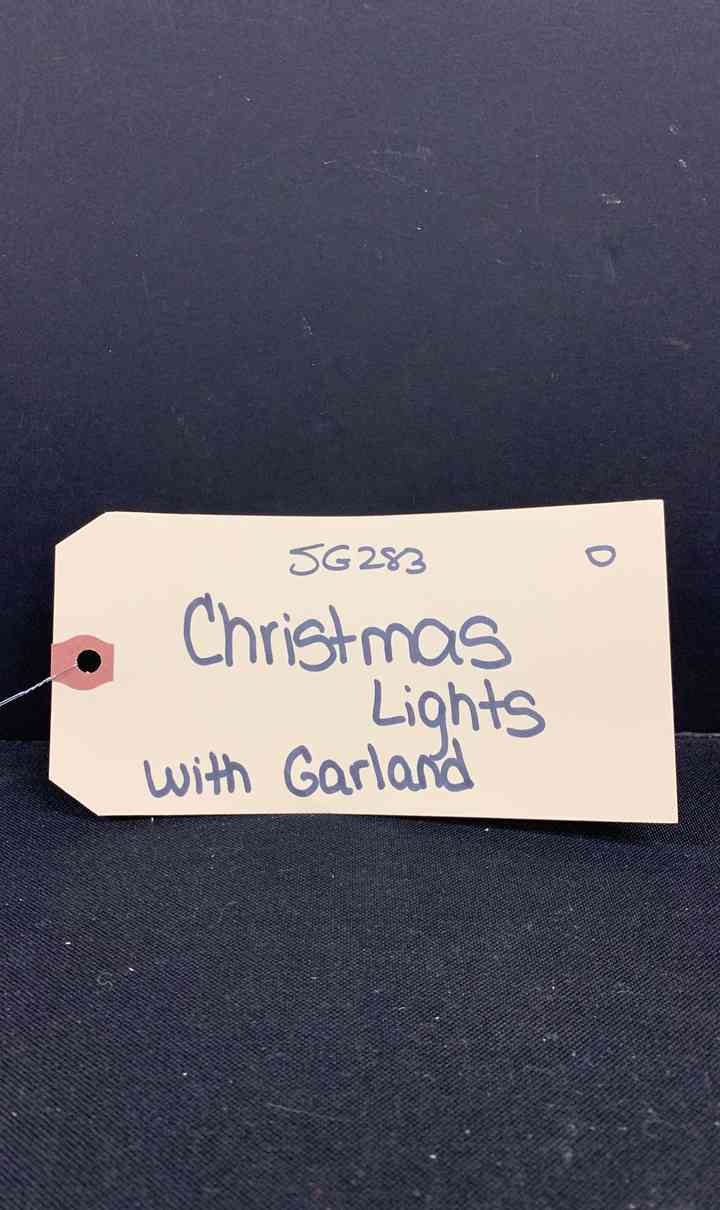 JG283 O
Christmas
Lights
with Garland